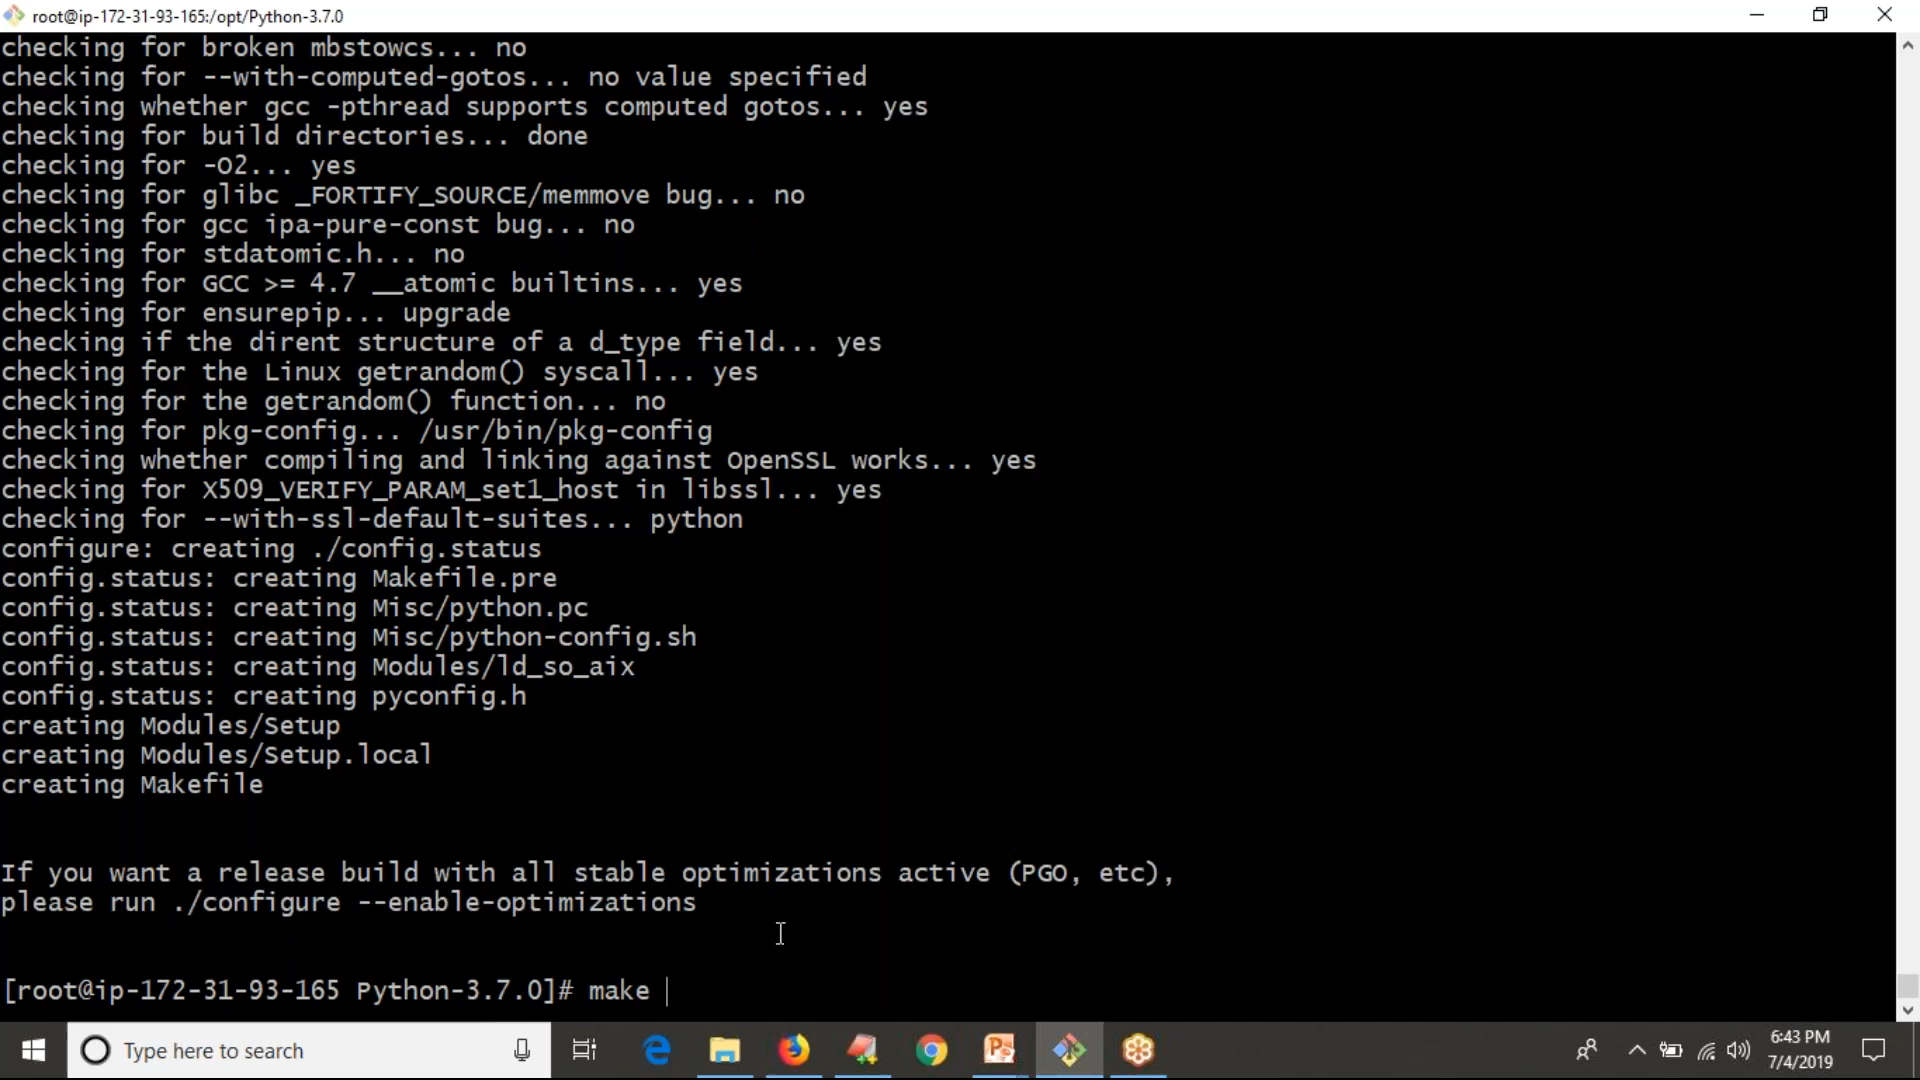 root@ip-172-31-93-165:/opt/Python-3.7.0
checking for broken mbstowcs... no
checking for --with-computed-gotos... no value specified
checking whether gcc -pthread supports computed gotos... yes
checking for build directories... done
checking for -O2... yes
checking for glibc _FORTIFY_SOURCE/memmove bug... no
checking for gcc ipa-pure-const bug... no
checking for stdatomic.h... no
checking for GCC >= 4.7 __atomic builtins... yes
checking for ensurepip... upgrade
checking if the dirent structure of a d_type field... yes
checking for the Linux getrandom() syscall... yes
checking for the getrandom() function... no
checking for pkg-config... /usr/bin/pkg-config
checking whether compiling and linking against OpenSSL works... yes
checking for X509_VERIFY_PARAM_set1_host in libssl... yes
checking for --with-ssl-default-suites... python
configure: creating ./config.status
config.status: creating Makefile.pre
config.status: creating Misc/python.pc
config.status: creating Misc/python-config.sh
config.status: creating Modules/ld_so_aix
config.status: creating pyconfig.h
creating Modules/Setup
creating Modules/Setup.local
creating Makefile
If you want a release build with all stable optimizations active (PGO, etc),
please run ./configure --enable-optimizations
[root@ip-172-31-93-165 Python-3.7.0]# make
Type here to search
6:43 PM
7/4/2019